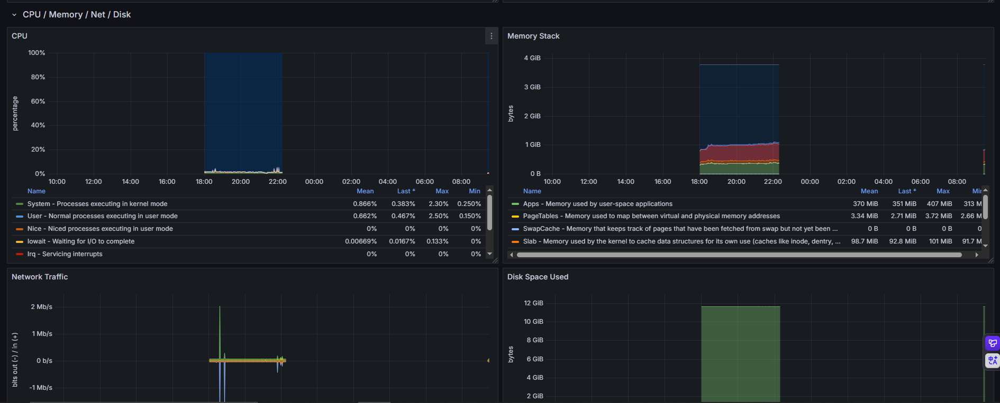 CPU / Memory / Net / Disk
CPU
100%
80%
60%
40%
20%
0%
percentage
10:00 12:00 14:00 16:00 18:00 20:00 22:00 00:00 02:00 04:00 06:00 08:00
Name Mean Last * Max Min
System - Processes executing in kernel mode 0.866% 0.383% 2.30% 0.250%
User - Normal processes executing in user mode 0.662% 0.467% 2.50% 0.150%
Nice - Niced processes executing in user mode 0% 0% 0% 0%
Iowait - Waiting for I/O to complete 0.00669% 0.0167% 0.133% 0%
Irq - Servicing interrupts 0% 0% 0% 0%
Memory Stack
4 GiB
3 GiB
2 GiB
1 GiB
0 B
bytes
10:00 12:00 14:00 16:00 18:00 20:00 22:00 00:00 02:00 04:00 06:00 08:00
Name Mean Last * Max Min
Apps - Memory used by user-space applications 370 MiB 351 MiB 407 MiB 313 M
PageTables - Memory used to map between virtual and physical memory addresses 3.34 MiB 2.71 MiB 3.72 MiB 2.66 M
SwapCache - Memory that keeps track of pages that have been fetched from swap but not yet been ... 0 B 0 B 0 B 0
Slab - Memory used by the kernel to cache data structures for its own use (caches like inode, dentry, ... 98.7 MiB 92.8 MiB 101 MiB 91.7 M
Network Traffic
2 Mb/s
1 Mb/s
0 b/s
-1 Mb/s
bits out (-) / in (+)
Disk Space Used
12 GiB
10 GiB
8 GiB
6 GiB
4 GiB
2 GiB
bytes
中
A